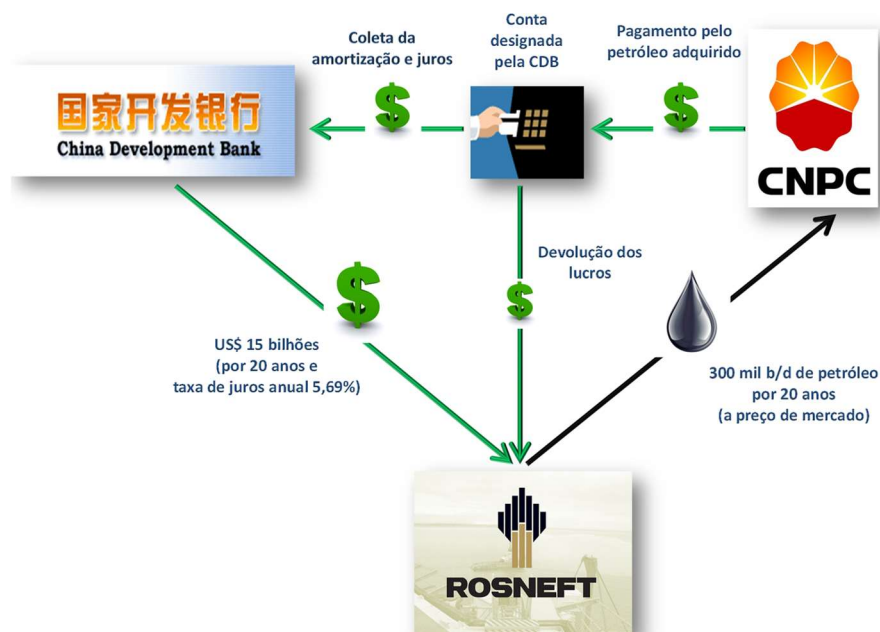 Coleta da
amortização e juros
Conta
designada
pela CDB
Pagamento pelo
petróleo adquirido
国家开发银行
China Development Bank
CNPC
Devolução dos
lucros
US$ 15 bilhões
(por 20 anos e
taxa de juros anual 5,69%)
300 mil b/d de petróleo
por 20 anos
(a preço de mercado)
ROSNEFT